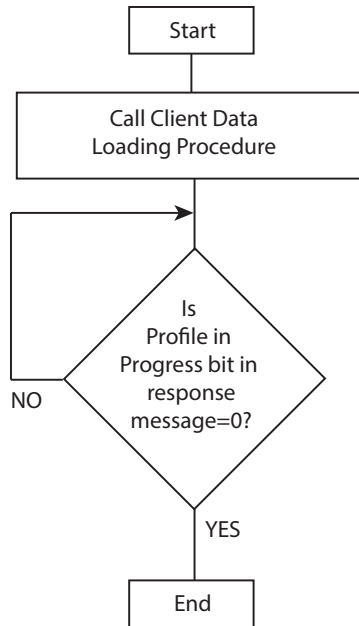 Start
Call Client Data
Loading Procedure
Is
Profile in
Progress bit in
response
message=0?
NO
YES
End